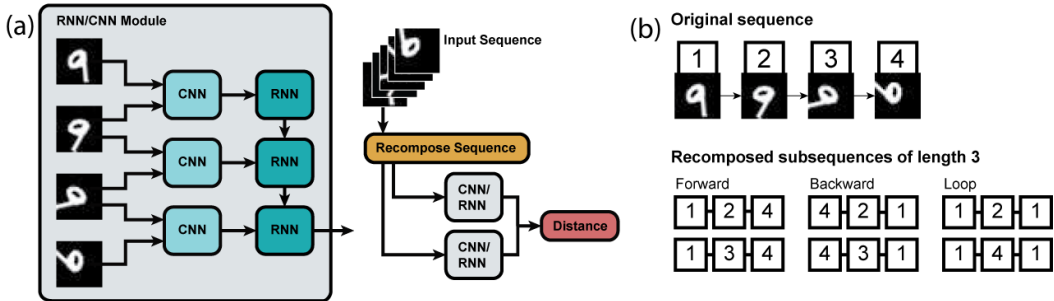 (a)
RNN/CNN Module
CNN
RNN
CNN
RNN
CNN
RNN
Input Sequence
Recompose Sequence
CNN/
RNN
CNN/
RNN
Distance
(b)
Original sequence
1 2 3 4
Recomposed subsequences of length 3
Forward Backward Loop
1 2 4 4 2 1 1 2 1
1 3 4 4 3 1 1 4 1